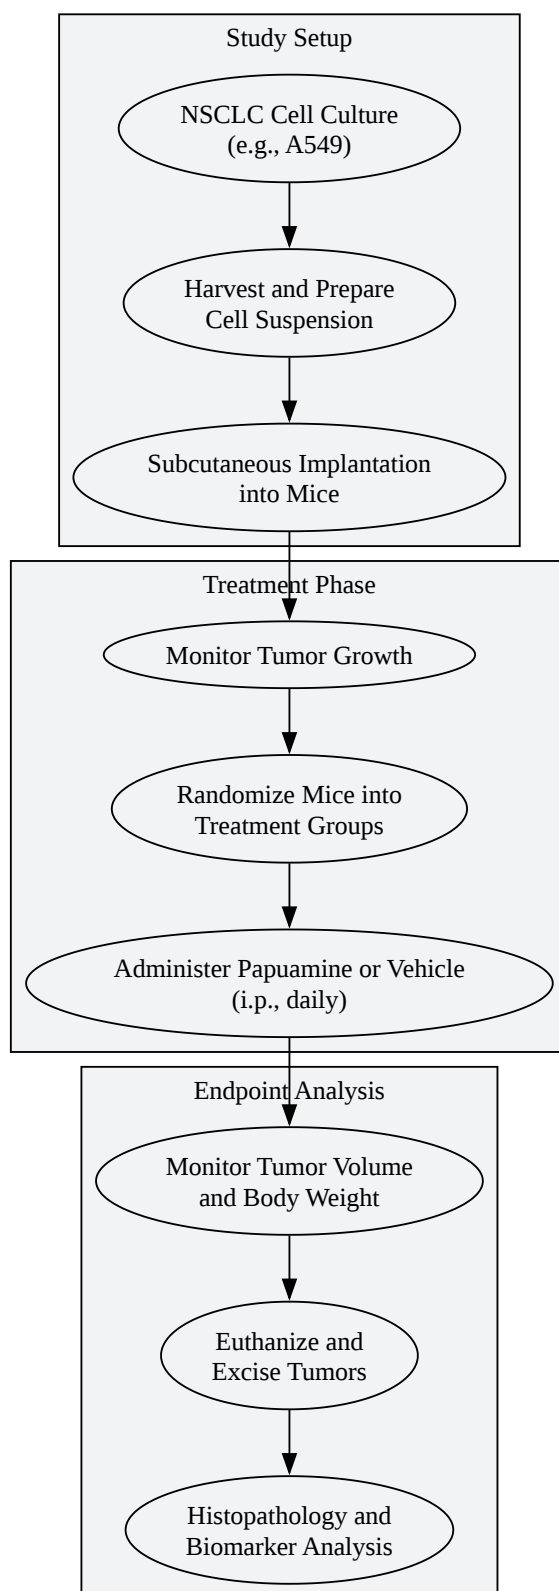 Study Setup
NSCLC Cell Culture
(e.g., A549)
Harvest and Prepare
Cell Suspension
Subcutaneous Implantation
into Mice
Treatment Phase
Monitor Tumor Growth
Randomize Mice into
Treatment Groups
Administer Papuamine or Vehicle
(i.p., daily)
Endpoint Analysis
Monitor Tumor Volume
and Body Weight
Euthanize and
Excise Tumors
Histopathology and
Biomarker Analysis